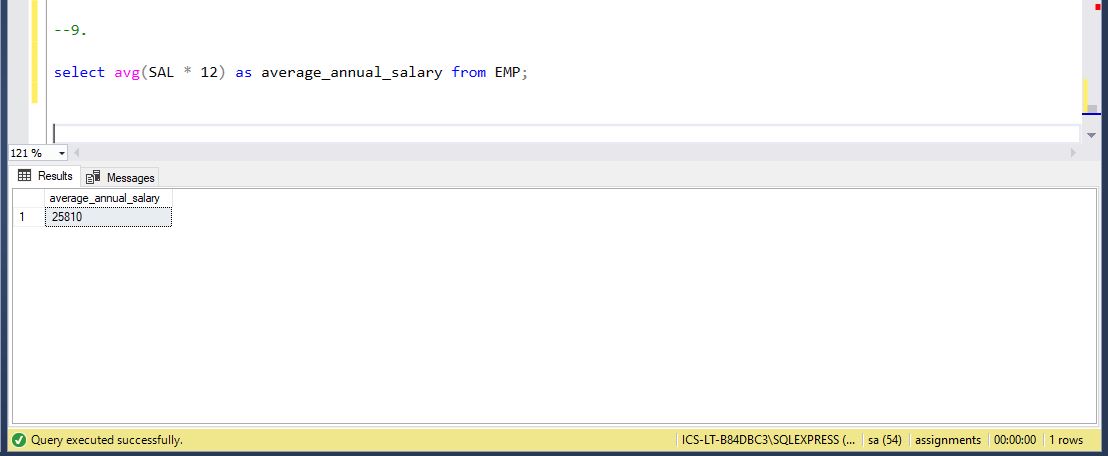 --9.
select avg(SAL * 12) as average_annual_salary from EMP;
121 %
Results Messages
average_annual_salary
1 25810
Query executed successfully. ICS-LT-B84DBC3\SQLEXPRESS (... sa (54) assignments 00:00:00 1 rows